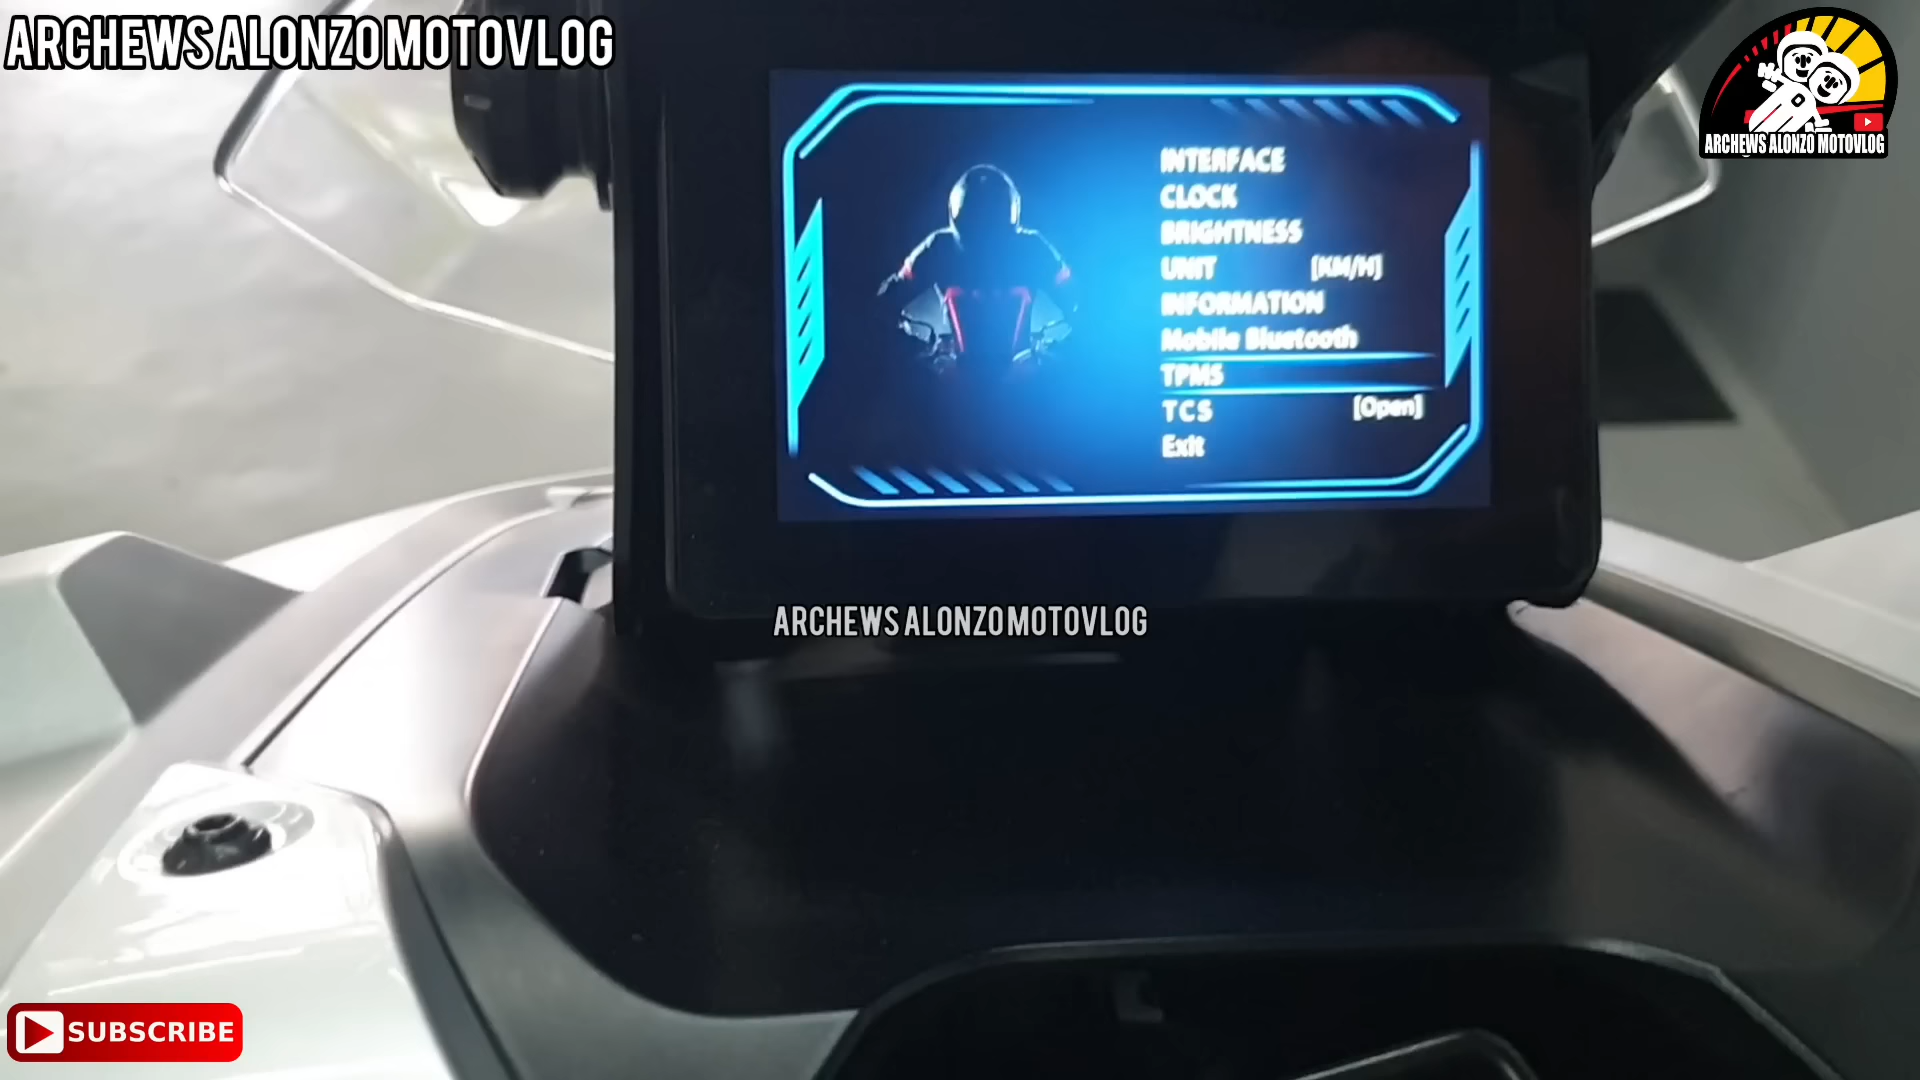 ARCHEWS ALONZO MOTOVLOG
ARCHEWS ALONZO MOTOVLOG
INTERFACE
CLOCK
BRIGHTNESS
UNIT [KM/H]
INFORMATION
Mobile Bluetooth
TPMS
TCS [Open]
Exit
ARCHEWS ALONZO MOTOVLOG
SUBSCRIBE